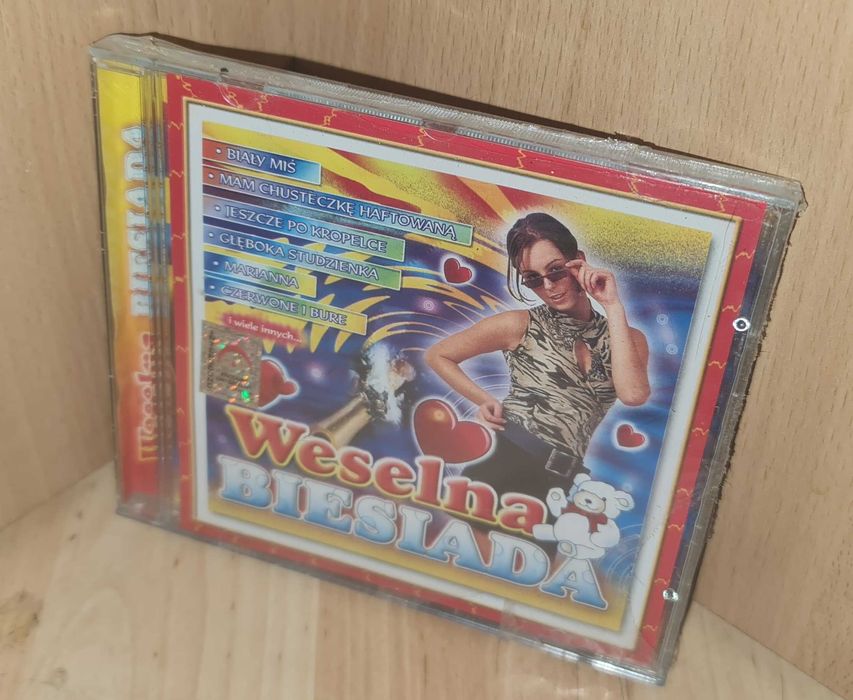 Weselna BIESIADA
• BIAŁY MIŚ
• MAM CHUSTECZKĘ HAFTOWANĄ
• JESZCZE PO KROPELCE
• GŁĘBOKA STUDZIENKA
• MARIANNA
• CZERWONE I BURE
i wiele innych...
Weselna
BIESIADA